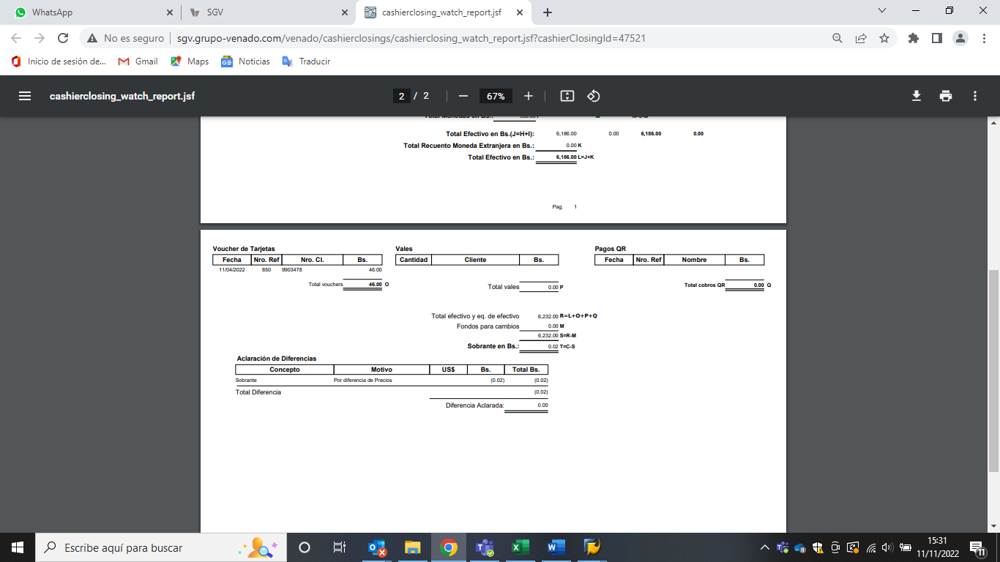 WhatsApp
SGV
cashierclosing_watch_report.jsf
No es seguro
sgv.grupo-venado.com/venado/cashierclosings/cashierclosing_watch_report.jsf?cashierClosingId=47521
Inicio de sesión de...
Gmail
Maps
Noticias
Traducir
cashierclosing_watch_report.jsf
2 / 2
67%
Total Efectivo en Bs.(J=H+I): 6,186.00 0.00 6,186.00 0.00
Total Recuento Moneda Extranjera en Bs.: 0.00 K
Total Efectivo en Bs.: 6,186.00 L=J+K
Pag. 1
Voucher de Tarjetas Vales Pagos QR
Fecha Nro. Ref Nro. CI. Bs. Cantidad Cliente Bs. Fecha Nro. Ref Nombre Bs.
11/04/2022 850 9903478 46.00
Total vouchers 46.00 O Total vales 0.00 P Total cobros QR 0.00 Q
Total efectivo y eq. de efectivo 6,232.00 R=L+O+P+Q
Fondos para cambios 0.00 M
6,232.00 S=R-M
Sobrante en Bs.: 0.02 T=C-S
Aclaración de Diferencias
Concepto Motivo US$ Bs. Total Bs.
Sobrante Por diferencia de Precios (0.02) (0.02)
Total Diferencia (0.02)
Diferencia Aclarada: 0.00
Escribe aquí para buscar
15:31
11/11/2022
11